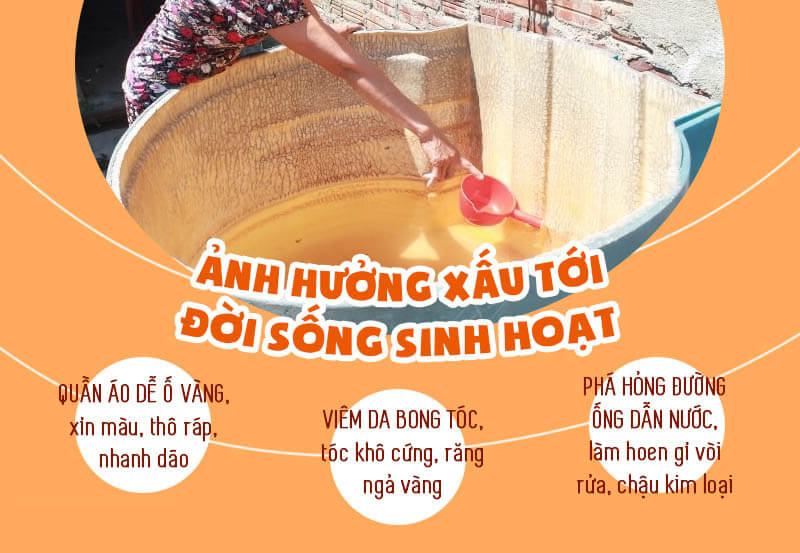 ẢNH HƯỞNG XẤU TỚI
ĐỜI SỐNG SINH HOẠT
QUẦN ÁO DỄ Ố VÀNG,
xỉn màu, thô ráp,
nhanh dão
VIÊM DA BONG TÓC,
tóc khô cứng, răng
ngả vàng
PHÁ HỎNG ĐƯỜNG
ỐNG DẪN NƯỚC,
làm hoen gỉ vòi
rửa, chậu kim loại